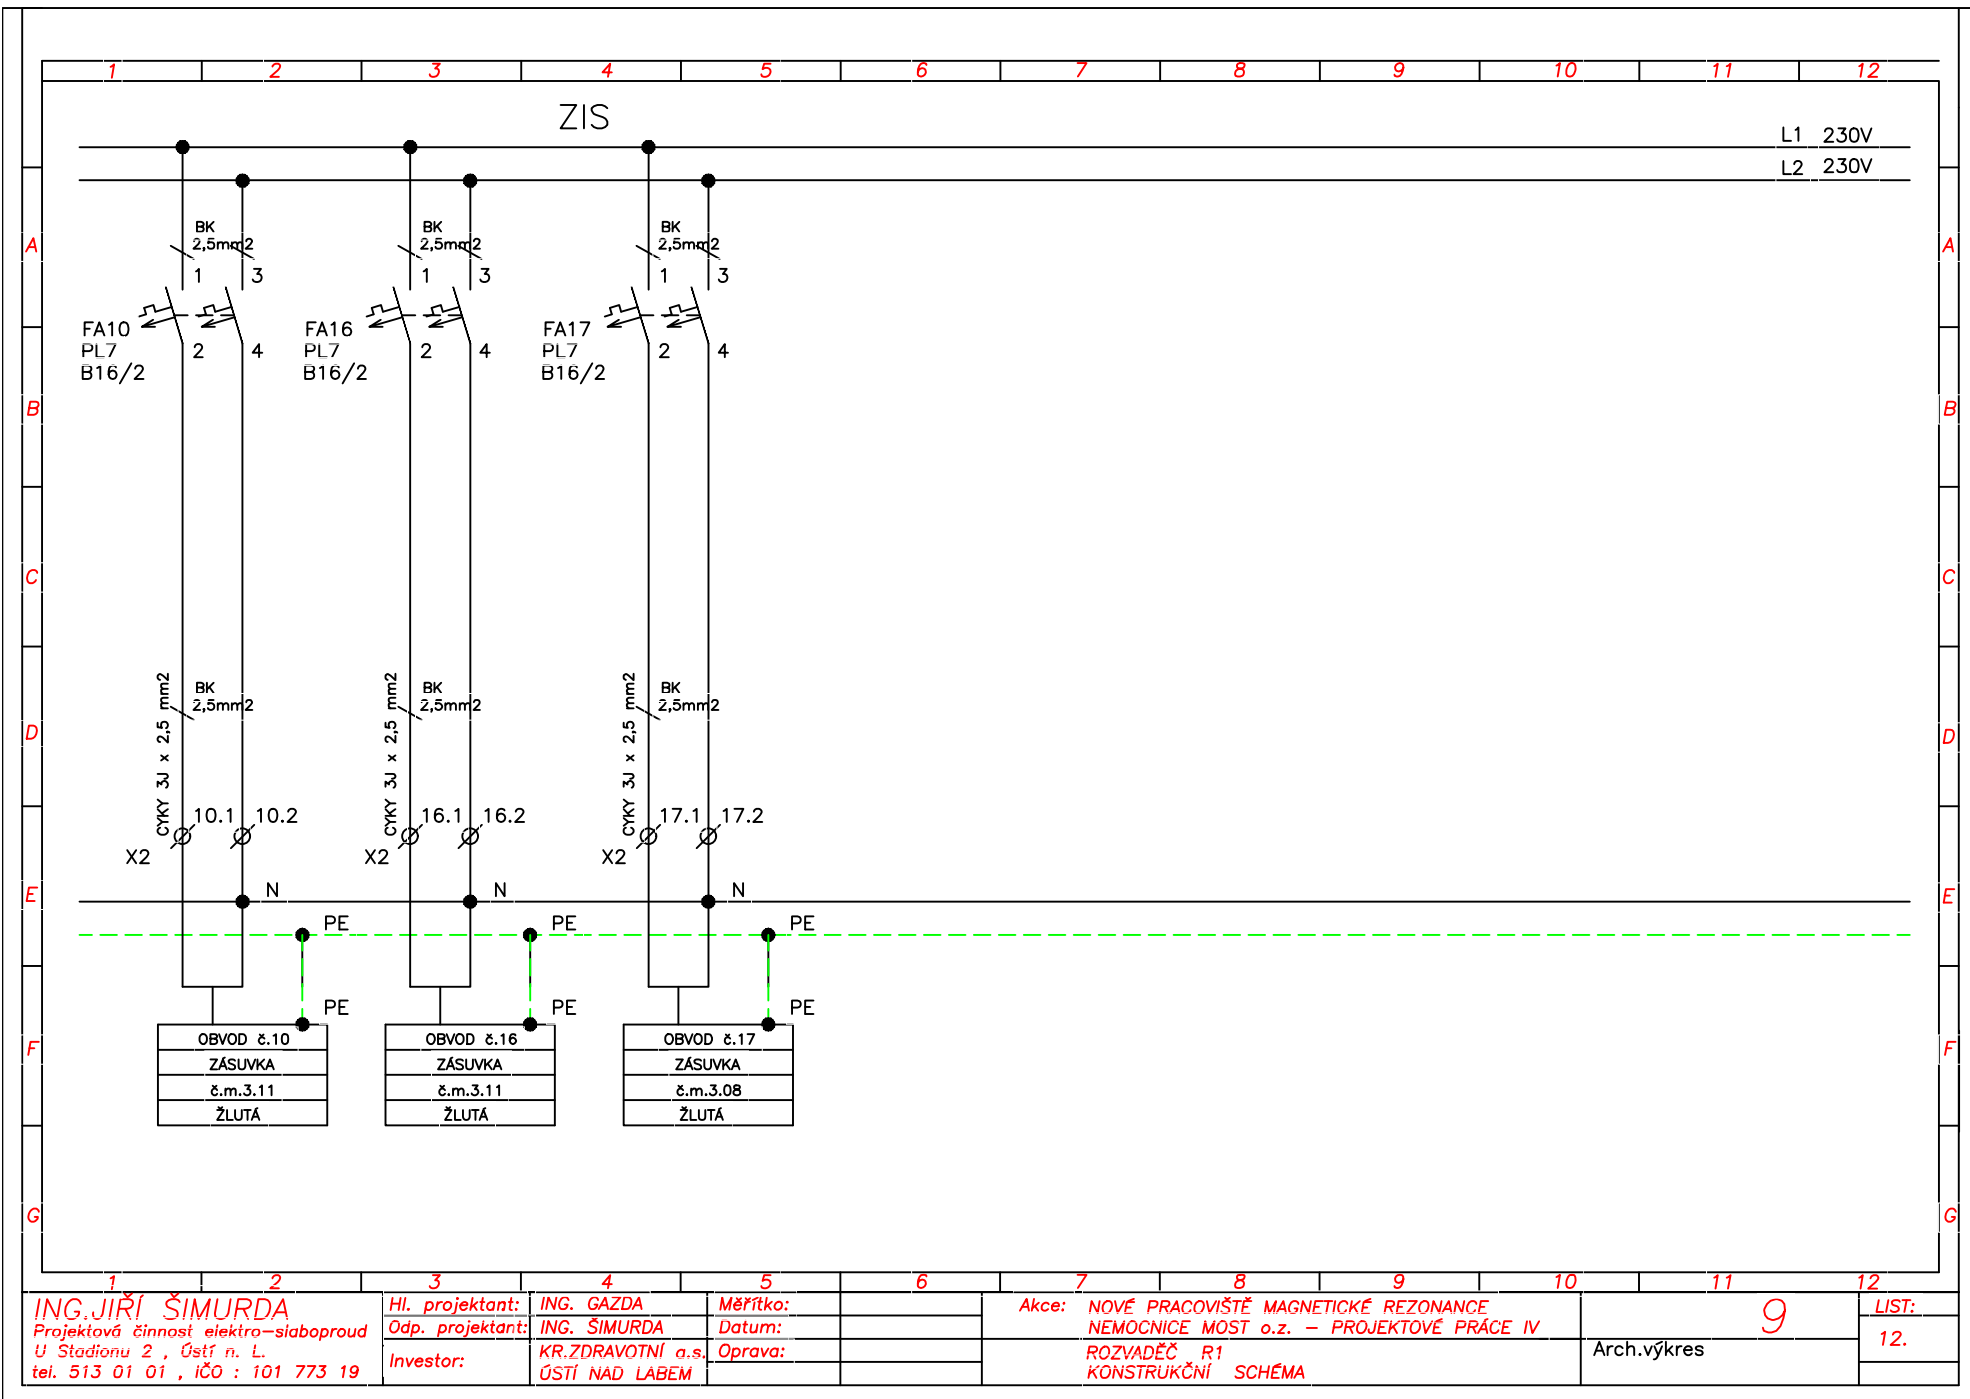 1 2 3 4 5 6 7 8 9 10 11 12
ZIS
L1 230V
L2 230V
A A
BK BK BK
2,5mm2 2,5mm2 2,5mm2
1 3 1 3 1 3
FA10 FA16 FA17
PL7 2 4 PL7 2 4 PL7 2 4
B16/2 B16/2 B16/2
B B
C C
CYKY 3J x 2,5 mm2 CYKY 3J x 2,5 mm2 CYKY 3J x 2,5 mm2
BK BK BK
2,5mm2 2,5mm2 2,5mm2
D D
10.1 10.2 16.1 16.2 17.1 17.2
X2 X2 X2
E N N N E
PE PE PE
PE PE PE
OBVOD č.10 OBVOD č.16 OBVOD č.17
F F
ZÁSUVKA ZÁSUVKA ZÁSUVKA
č.m.3.11 č.m.3.11 č.m.3.08
ŽLUTÁ ŽLUTÁ ŽLUTÁ
G G
1 2 3 4 5 6 7 8 9 10 11 12
ING.JIŘÍ ŠIMURDA
Projektová činnost elektro-slaboproud
U Stadionu 2 , Ústí n. L.
tel. 513 01 01 , IČO : 101 773 19
Hl. projektant: ING. GAZDA
Odp. projektant: ING. ŠIMURDA
Investor: KR.ZDRAVOTNÍ a.s.
ÚSTÍ NAD LABEM
Měřítko:
Datum:
Oprava:
Akce: NOVÉ PRACOVIŠTĚ MAGNETICKÉ REZONANCE
NEMOCNICE MOST o.z. - PROJEKTOVÉ PRÁCE IV
ROZVADĚČ R1
KONSTRUKČNÍ SCHÉMA
9
Arch.výkres
LIST:
12.